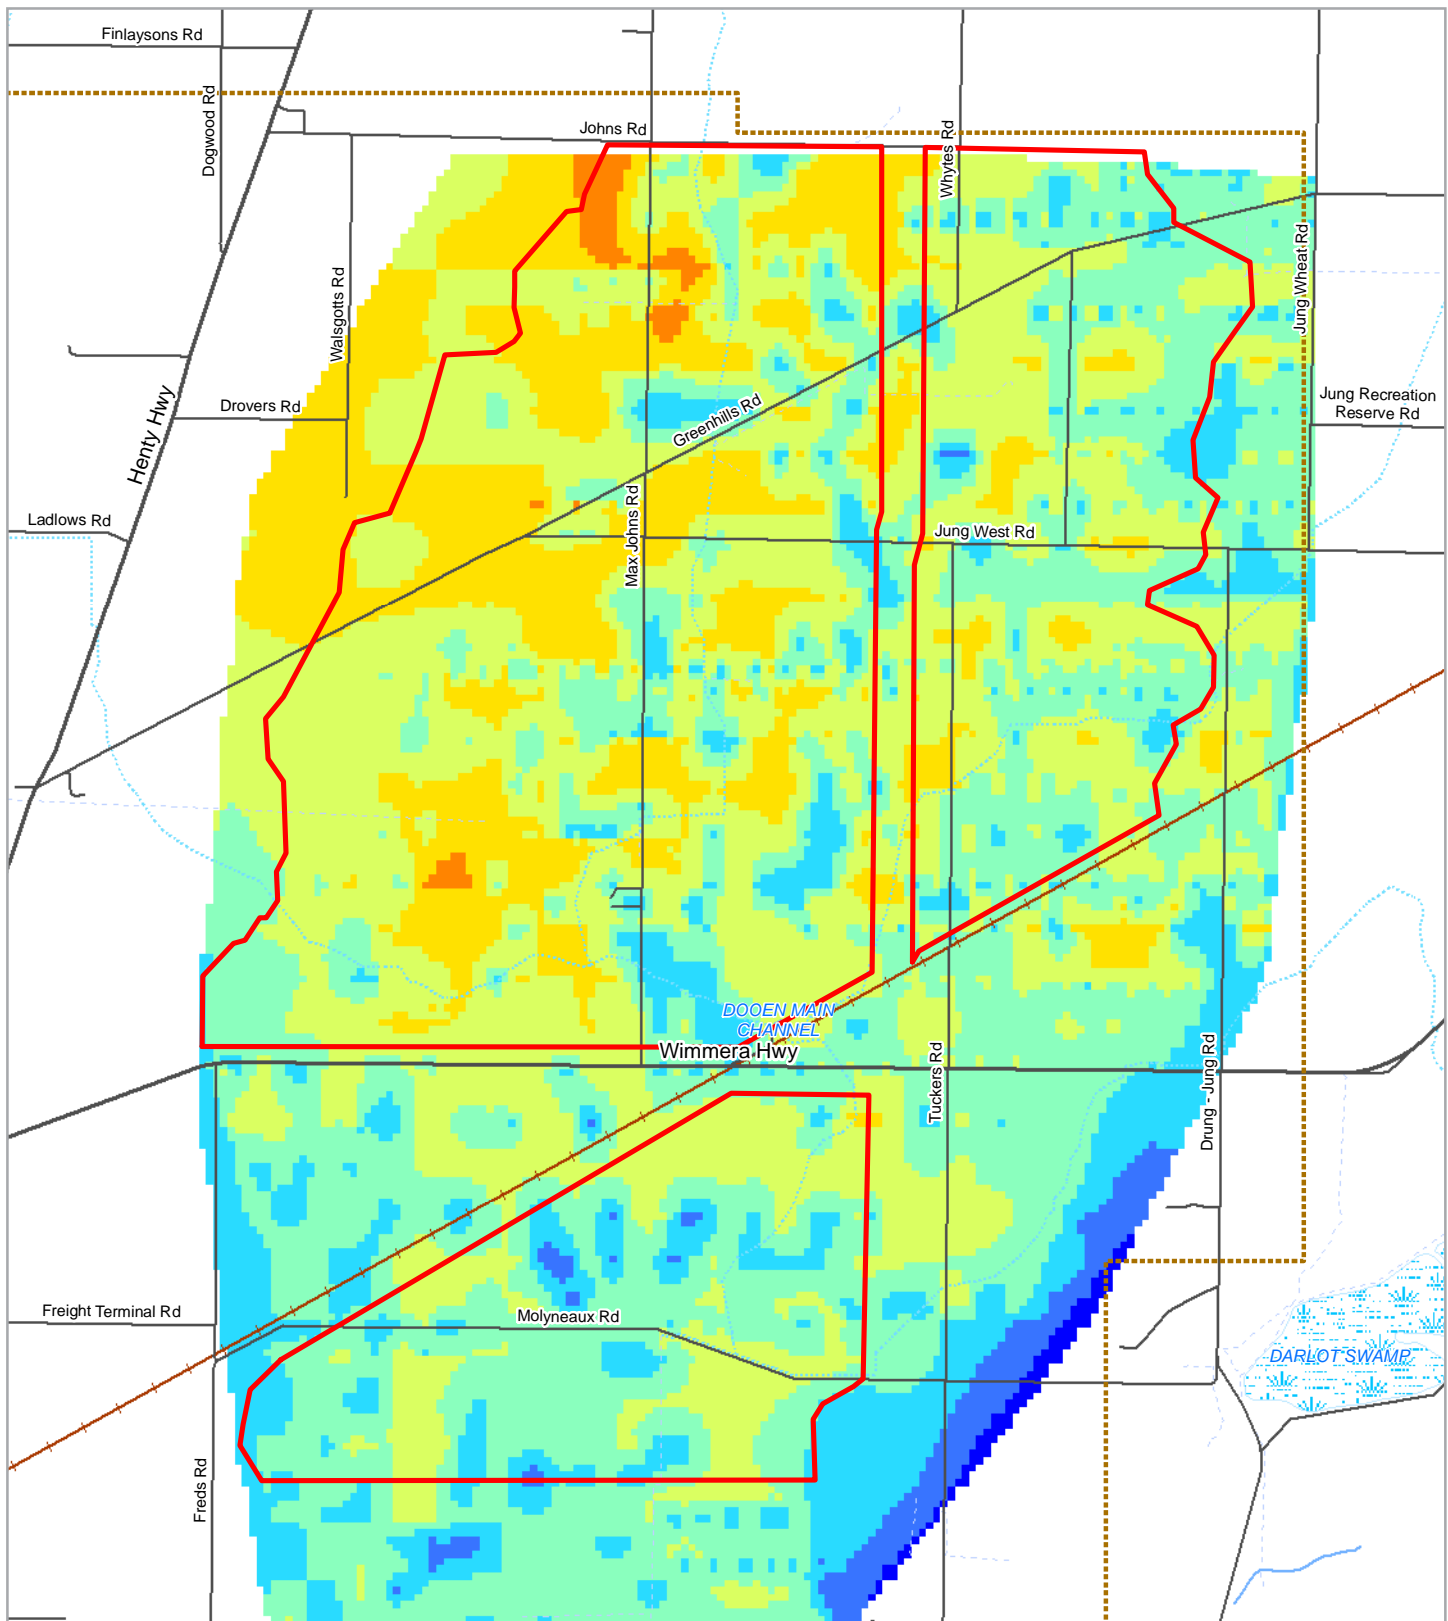 Finlaysons Rd
Dogwood Rd
Johns Rd
Whytes Rd
Jung Wheat Rd
Walsgotts Rd
Henty Hwy
Drovers Rd
Greenhills Rd
Jung Recreation
Reserve Rd
Ladlows Rd
Max Johns Rd
Jung West Rd
DOOEN MAIN
CHANNEL
Wimmera Hwy
Tuckers Rd
Drung - Jung Rd
Freight Terminal Rd
Molyneaux Rd
DARLOT SWAMP
Freds Rd